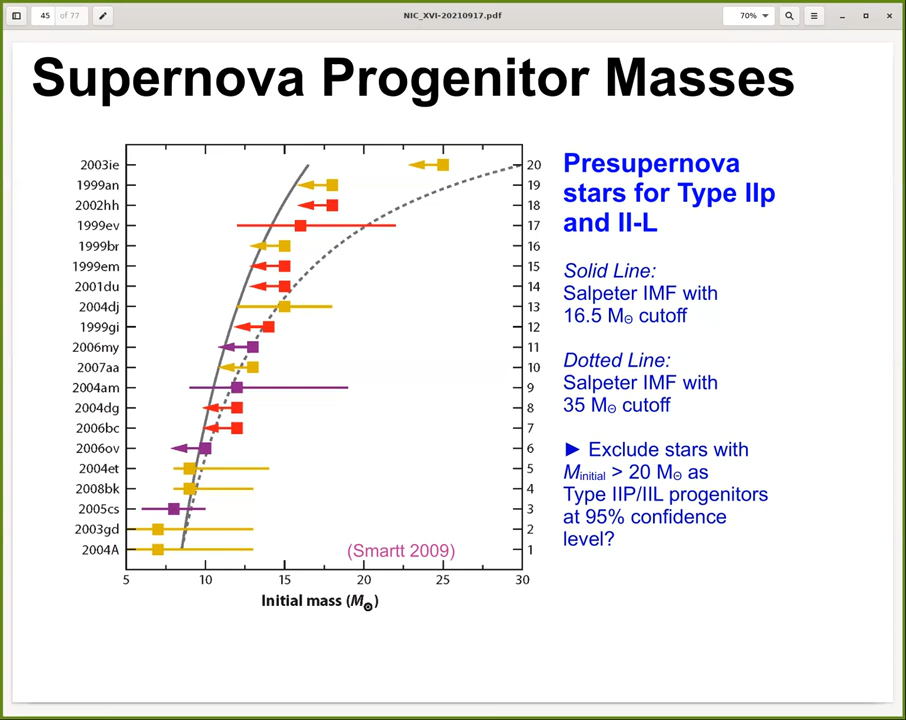 45 of 77
NIC_XVI-20210917.pdf
70%
Supernova Progenitor Masses
2003ie
1999an
2002hh
1999ev
1999br
1999em
2001du
2004dj
1999gi
2006my
2007aa
2004am
2004dg
2006bc
2006ov
2004et
2008bk
2005cs
2003gd
2004A
20
19
18
17
16
15
14
13
12
11
10
9
8
7
6
5
4
3
2
1
(Smartt 2009)
5 10 15 20 25 30
Initial mass (M⊙)
Presupernova
stars for Type IIp
and II-L
Solid Line:
Salpeter IMF with
16.5 M⊙ cutoff
Dotted Line:
Salpeter IMF with
35 M⊙ cutoff
► Exclude stars with
Minitial > 20 M⊙ as
Type IIP/IIL progenitors
at 95% confidence
level?